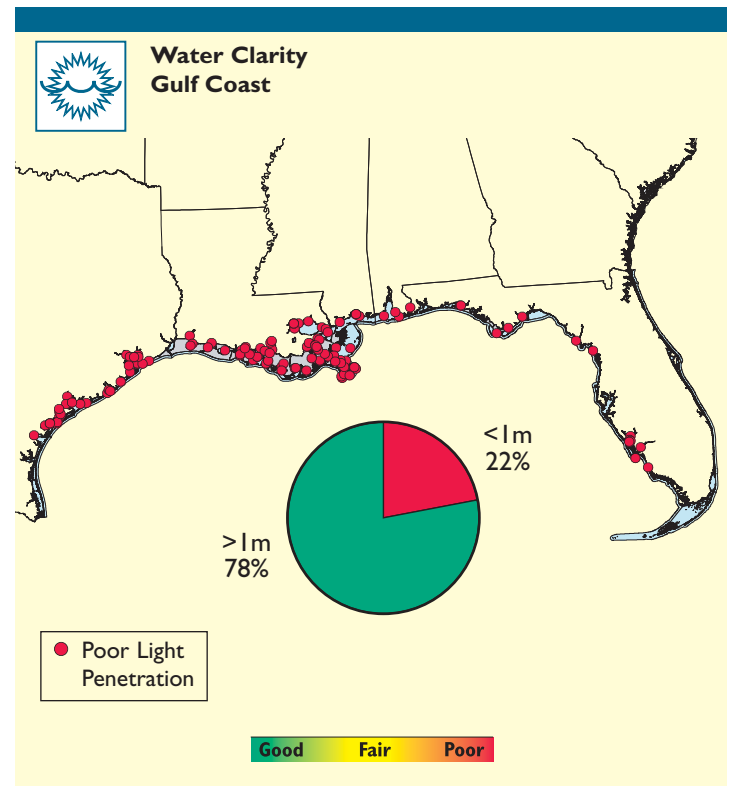 Water Clarity
Gulf Coast
<1m
22%
>1m
78%
Poor Light
Penetration
Good Fair Poor